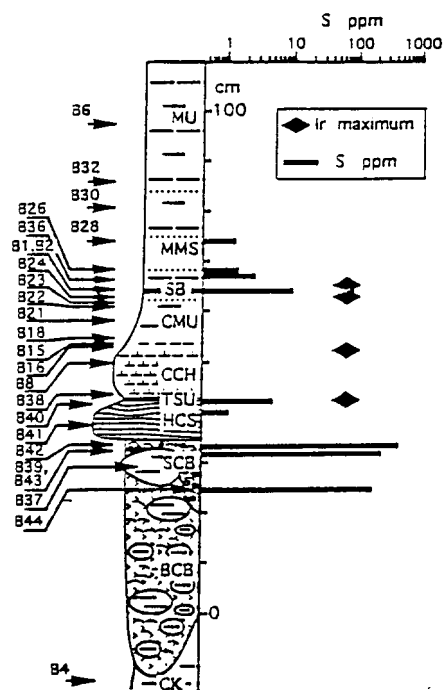 S ppm
1 10 100 1000
cm
100
Ir maximum
S ppm
B6
MU
B32
B30
B28
MMS
B26
B36
B1,B2
B24
B23
B22
B21
SB
CMU
B18
B15
B16
B8
CCH
B38
TSU
B40
HCS
B41
B42
B39,
B43
SCB
B37
B44
BCB
0
B4
CK